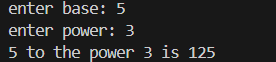 enter base: 5
enter power: 3
5 to the power 3 is 125